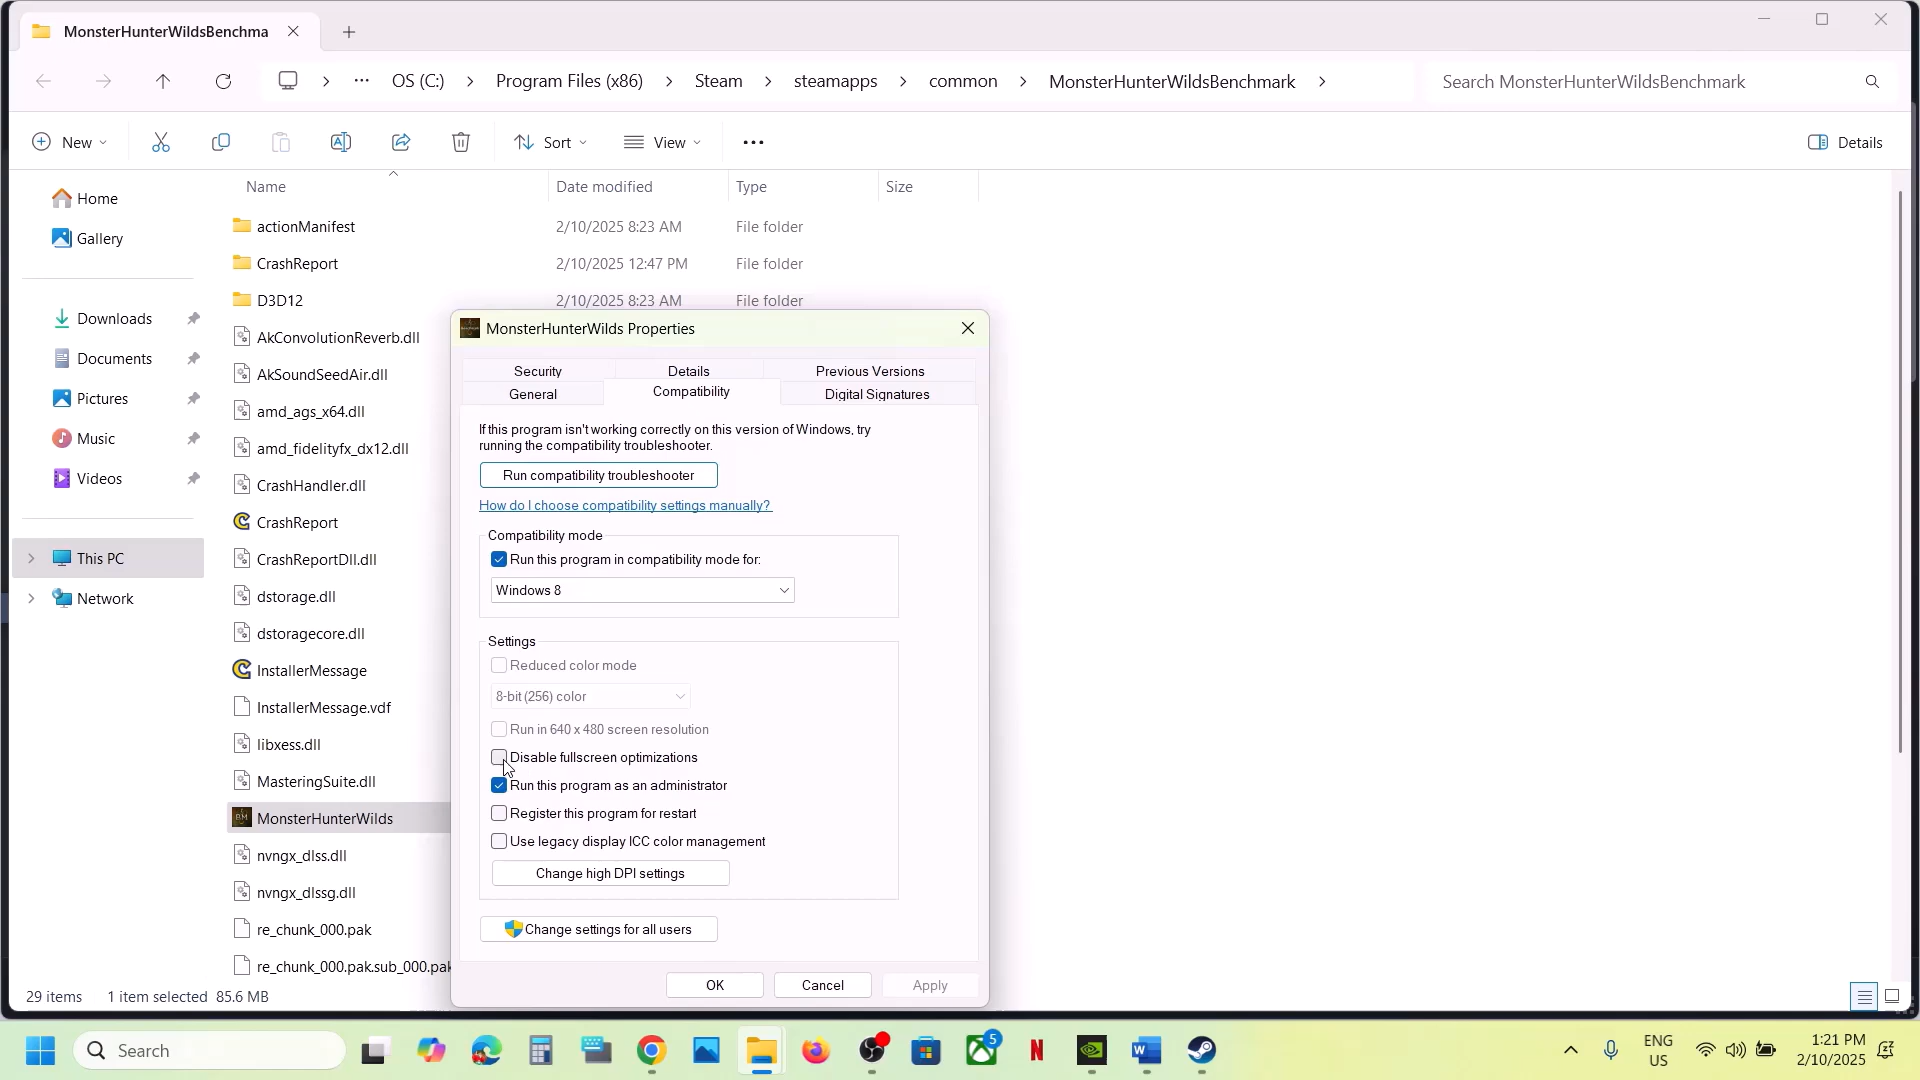 MonsterHunterWildsBenchma
OS (C:) Program Files (x86) Steam steamapps common MonsterHunterWildsBenchmark
Search MonsterHunterWildsBenchmark
New Sort View Details
Name Date modified Type Size
Home
Gallery
Downloads
Documents
Pictures
Music
Videos
This PC
Network
actionManifest 2/10/2025 8:23 AM File folder
CrashReport 2/10/2025 12:47 PM File folder
D3D12 2/10/2025 8:23 AM File folder
AkConvolutionReverb.dll
AkSoundSeedAir.dll
amd_ags_x64.dll
amd_fidelityfx_dx12.dll
CrashHandler.dll
CrashReport
CrashReportDll.dll
dstorage.dll
dstoragecore.dll
InstallerMessage
InstallerMessage.vdf
libxess.dll
MasteringSuite.dll
MonsterHunterWilds
nvngx_dlss.dll
nvngx_dlssg.dll
re_chunk_000.pak
re_chunk_000.pak.sub_000.pak
MonsterHunterWilds Properties
Security Details Previous Versions
General Compatibility Digital Signatures
If this program isn't working correctly on this version of Windows, try
running the compatibility troubleshooter.
Run compatibility troubleshooter
How do I choose compatibility settings manually?
Compatibility mode
Run this program in compatibility mode for:
Windows 8
Settings
Reduced color mode
8-bit (256) color
Run in 640 x 480 screen resolution
Disable fullscreen optimizations
Run this program as an administrator
Register this program for restart
Use legacy display ICC color management
Change high DPI settings
Change settings for all users
OK Cancel Apply
29 items 1 item selected 85.6 MB
Search
5
ENG
US
1:21 PM
2/10/2025